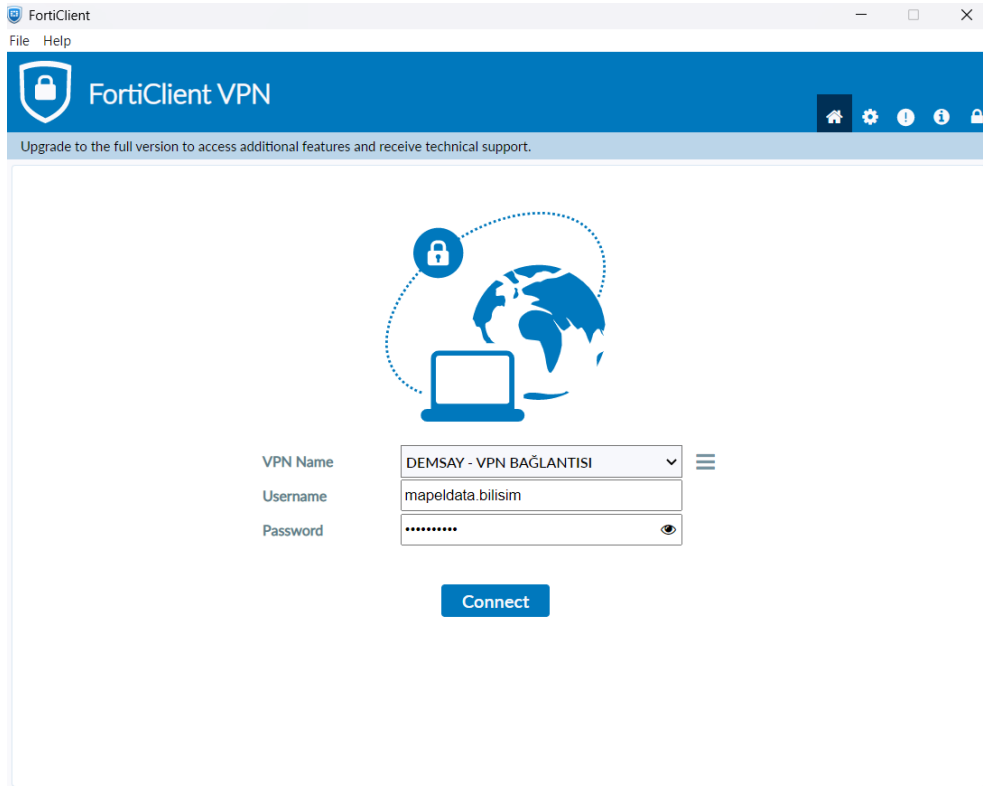 FortiClient
File Help
FortiClient VPN
Upgrade to the full version to access additional features and receive technical support.
VPN Name DEMSAY - VPN BAĞLANTISI
Username mapeldata.bilisim
Password ••••••••••
Connect